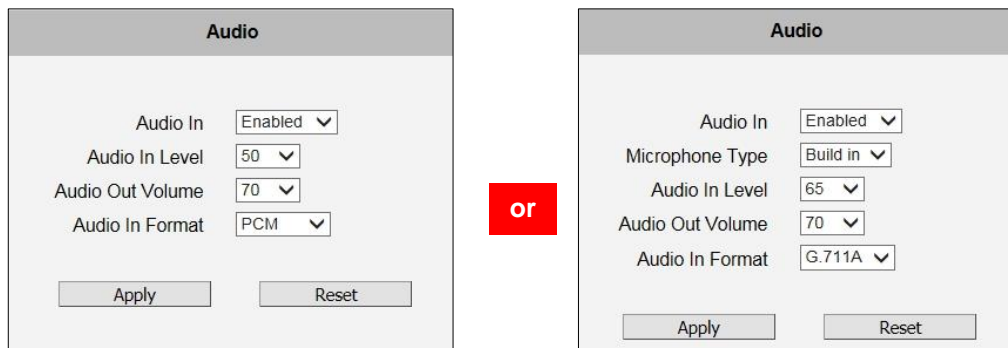 Audio
Audio In Enabled
Audio In Level 50
Audio Out Volume 70
Audio In Format PCM
Apply Reset
or
Audio
Audio In Enabled
Microphone Type Build in
Audio In Level 65
Audio Out Volume 70
Audio In Format G.711A
Apply Reset